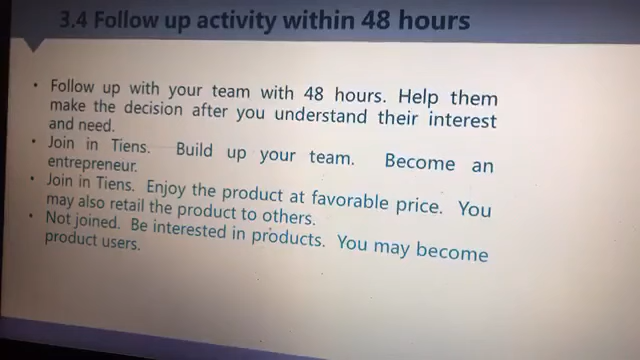 3.4 Follow up activity within 48 hours
• Follow up with your team with 48 hours. Help them
make the decision after you understand their interest
and need.
• Join in Tiens. Build up your team. Become an
entrepreneur.
• Join in Tiens. Enjoy the product at favorable price. You
may also retail the product to others.
• Not joined. Be interested in products. You may become
product users.